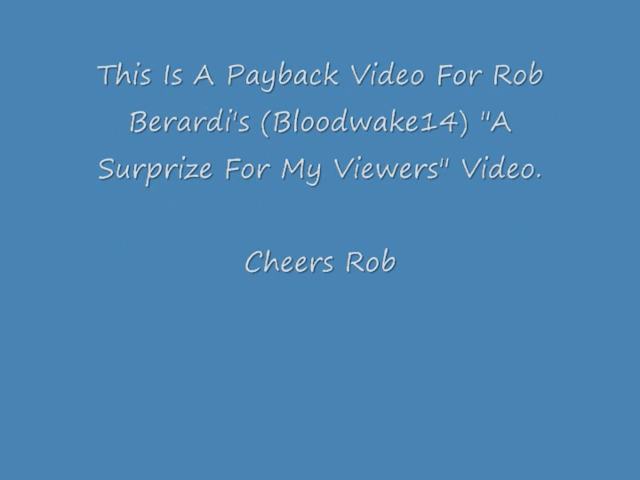 This Is A Payback Video For Rob
Berardi's (Bloodwake14) "A
Surprize For My Viewers" Video.
Cheers Rob